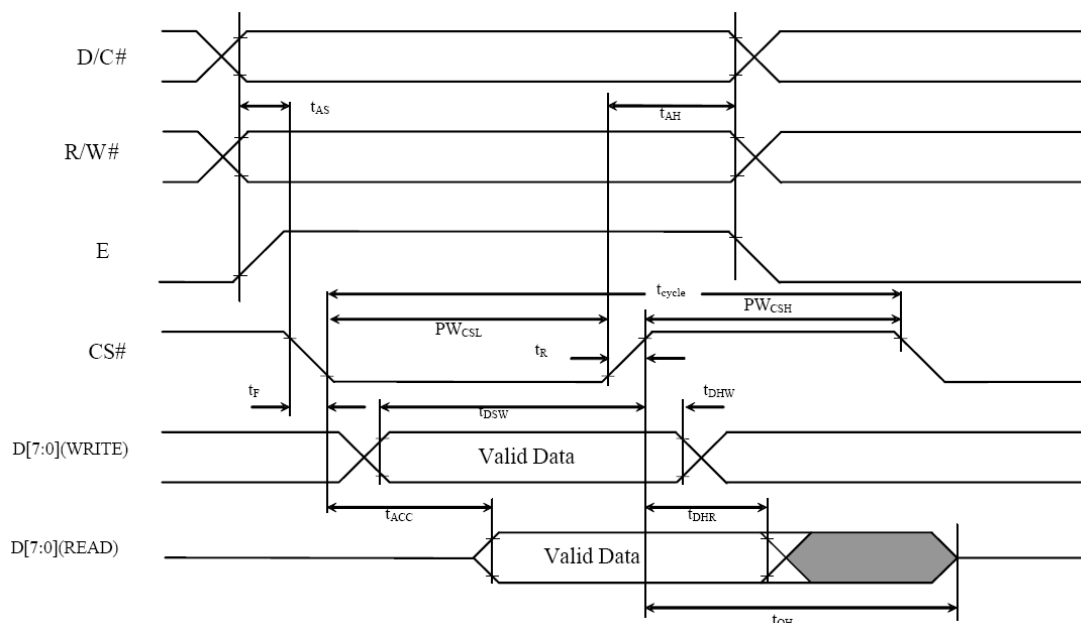 D/C#
tAS
tAH
R/W#
E
tcycle
PWCSL
PWCSH
CS#
tR
tF
tDSW
tDHW
D[7:0](WRITE)
Valid Data
tACC
tDHR
D[7:0](READ)
Valid Data
tOH